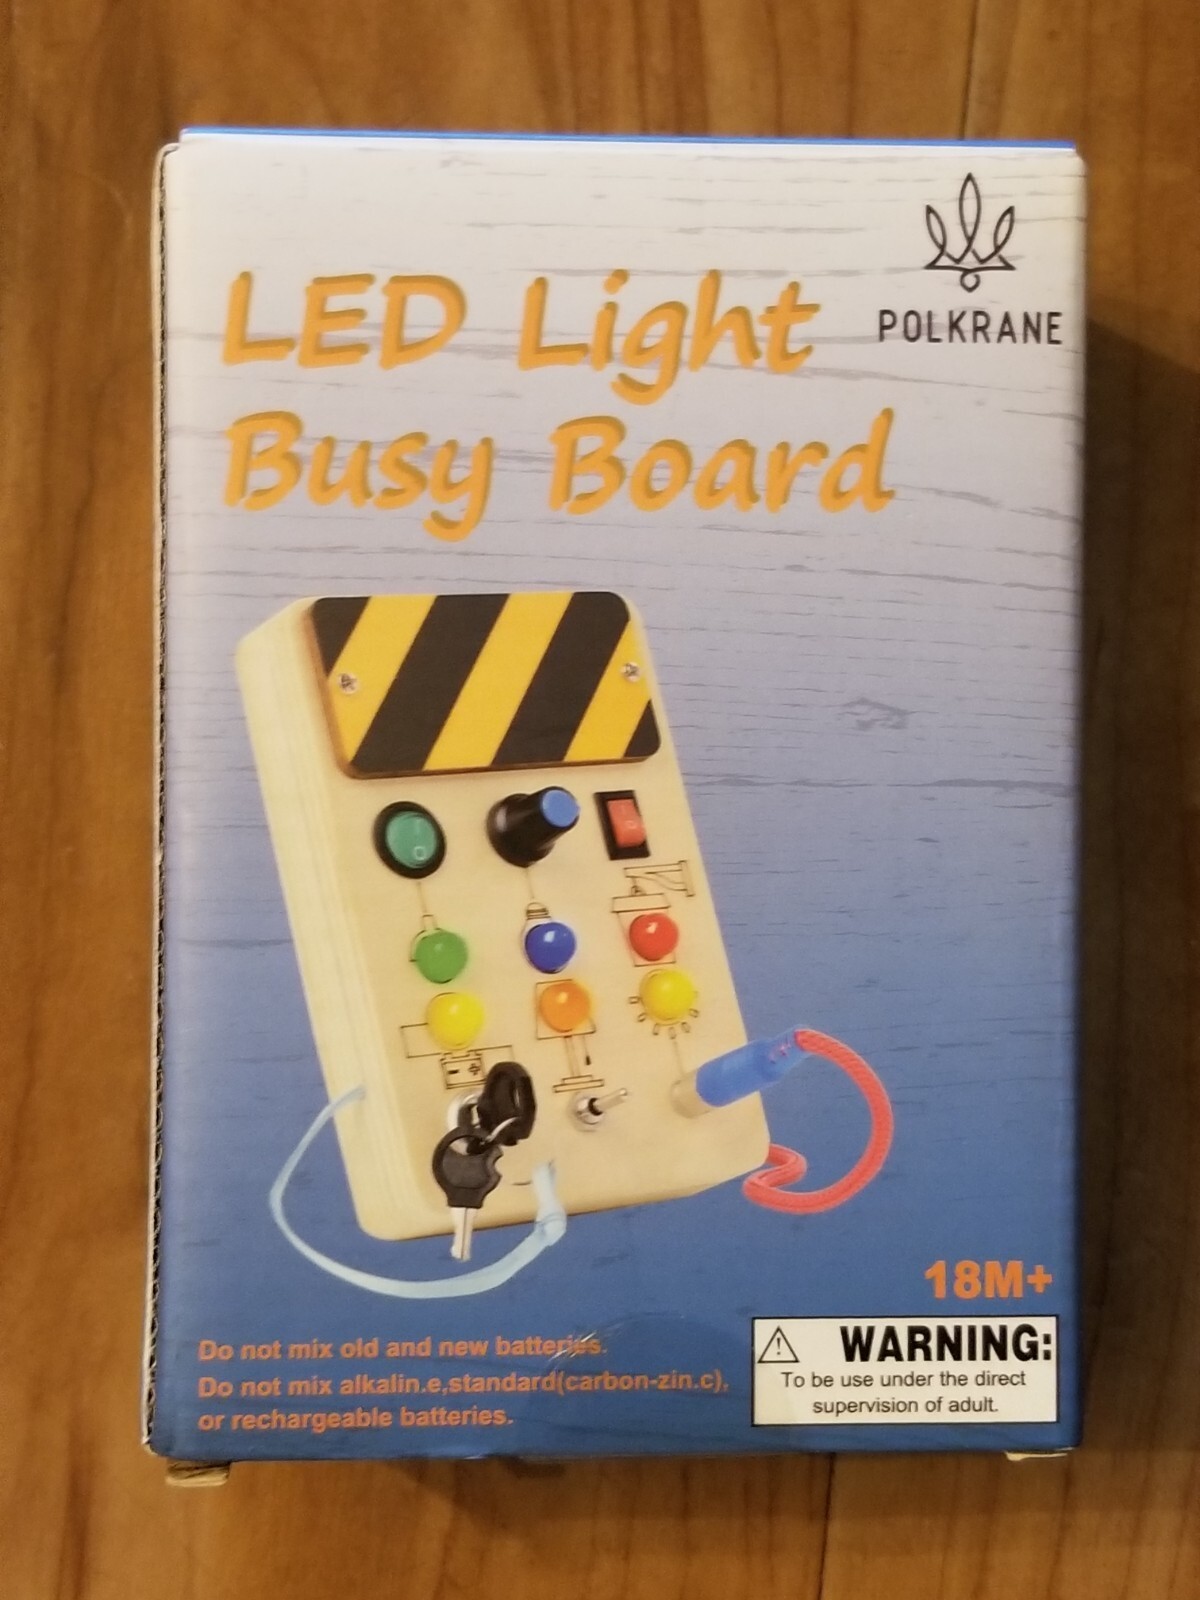 POLKRANE
LED Light
Busy Board
18M+
Do not mix old and new batteries.
Do not mix alkalin.e,standard(carbon-zin.c),
or rechargeable batteries.
WARNING:
To be use under the direct
supervision of adult.